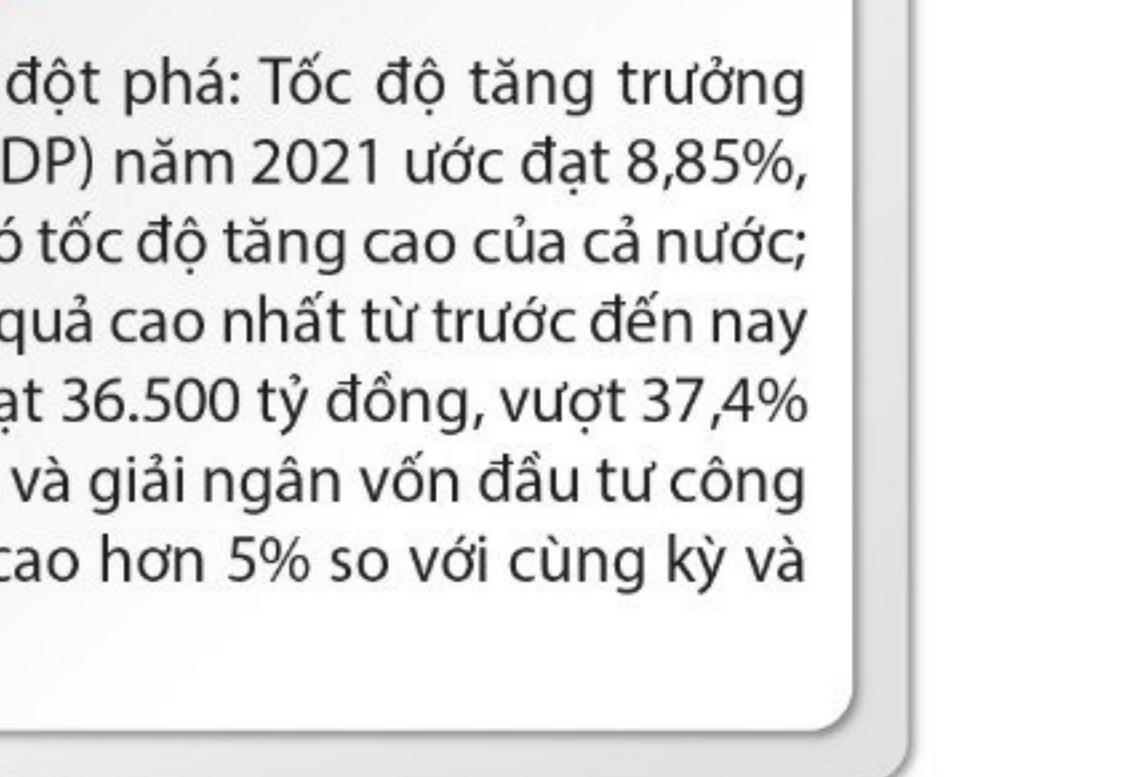 đột phá: Tốc độ tăng trưởng
DP) năm 2021 ước đạt 8,85%,
ó tốc độ tăng cao của cả nước;
quả cao nhất từ trước đến nay
ạt 36.500 tỷ đồng, vượt 37,4%
và giải ngân vốn đầu tư công
cao hơn 5% so với cùng kỳ và